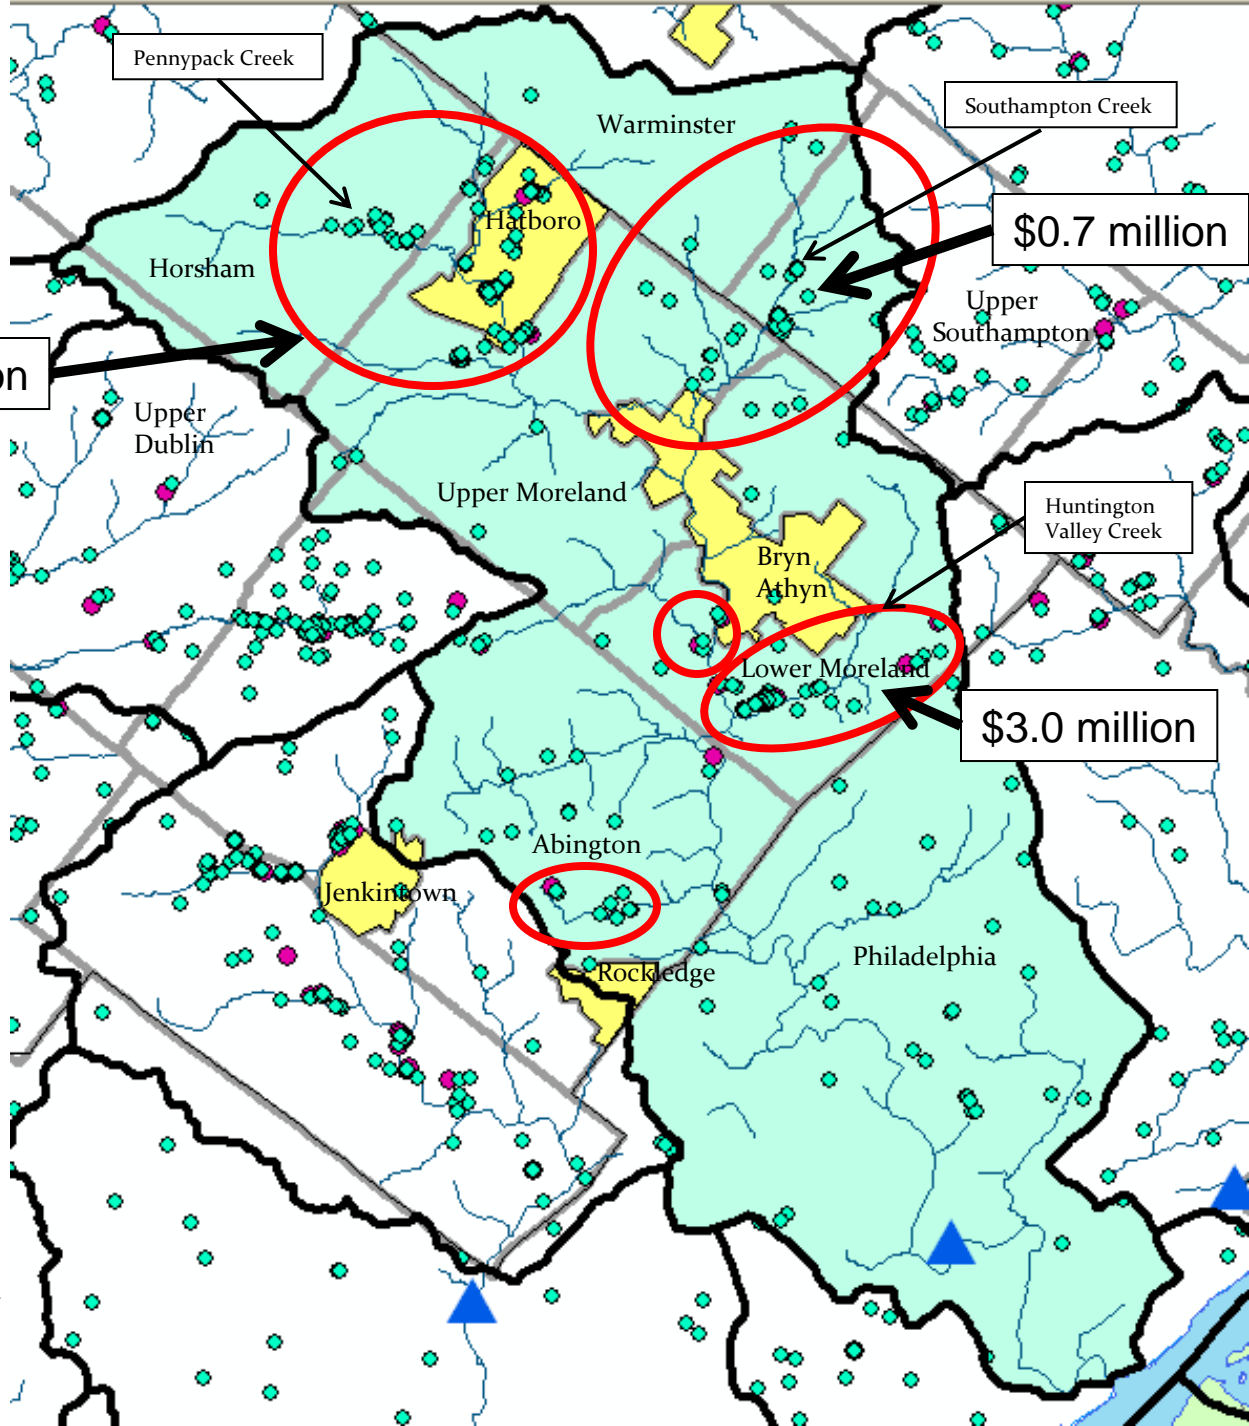 Pennypack Creek
Southampton Creek
Warminster
Hatboro
$0.7 million
Horsham
Upper
Southampton
on
Upper
Dublin
Upper Moreland
Huntington
Valley Creek
Bryn
Athyn
Lower Moreland
$3.0 million
Abington
Jenkintown
Philadelphia
Rockledge